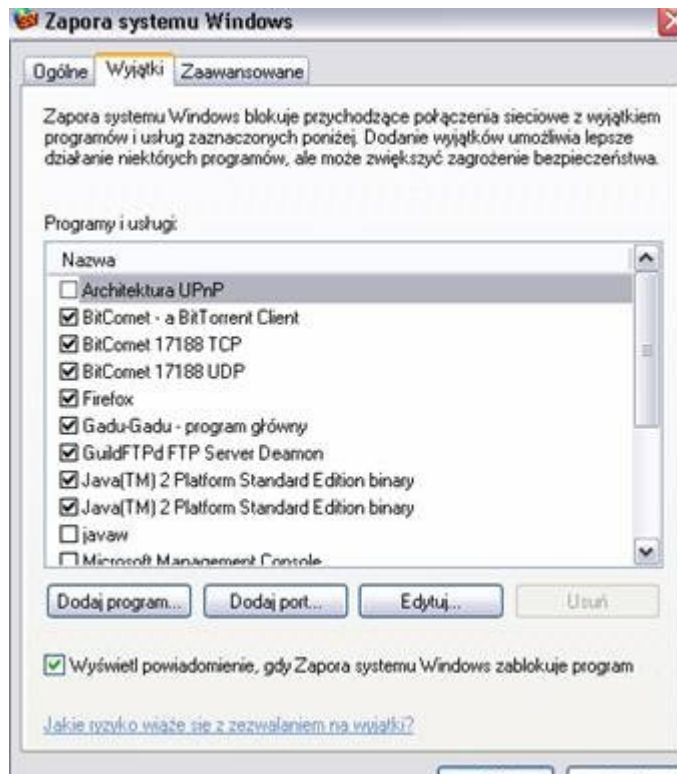 Zapora systemu Windows
Ogólne Wyjątki Zaawansowane
Zapora systemu Windows blokuje przychodzące połączenia sieciowe z wyjątkiem
programów i usług zaznaczonych poniżej. Dodanie wyjątków umożliwia lepsze
działanie niektórych programów, ale może zwiększyć zagrożenie bezpieczeństwa.
Programy i usługi:
Nazwa
Architektura UPnP
BitComet - a BitTorrent Client
BitComet 17188 TCP
BitComet 17188 UDP
Firefox
Gadu-Gadu - program główny
GuildFTPd FTP Server Deamon
Java(TM) 2 Platform Standard Edition binary
Java(TM) 2 Platform Standard Edition binary
javaw
Microsoft Management Console
Dodaj program... Dodaj port... Edytuj... Usuń
Wyświetl powiadomienie, gdy Zapora systemu Windows zablokuje program
Jakie ryzyko wiąże się z zezwalaniem na wyjątki?